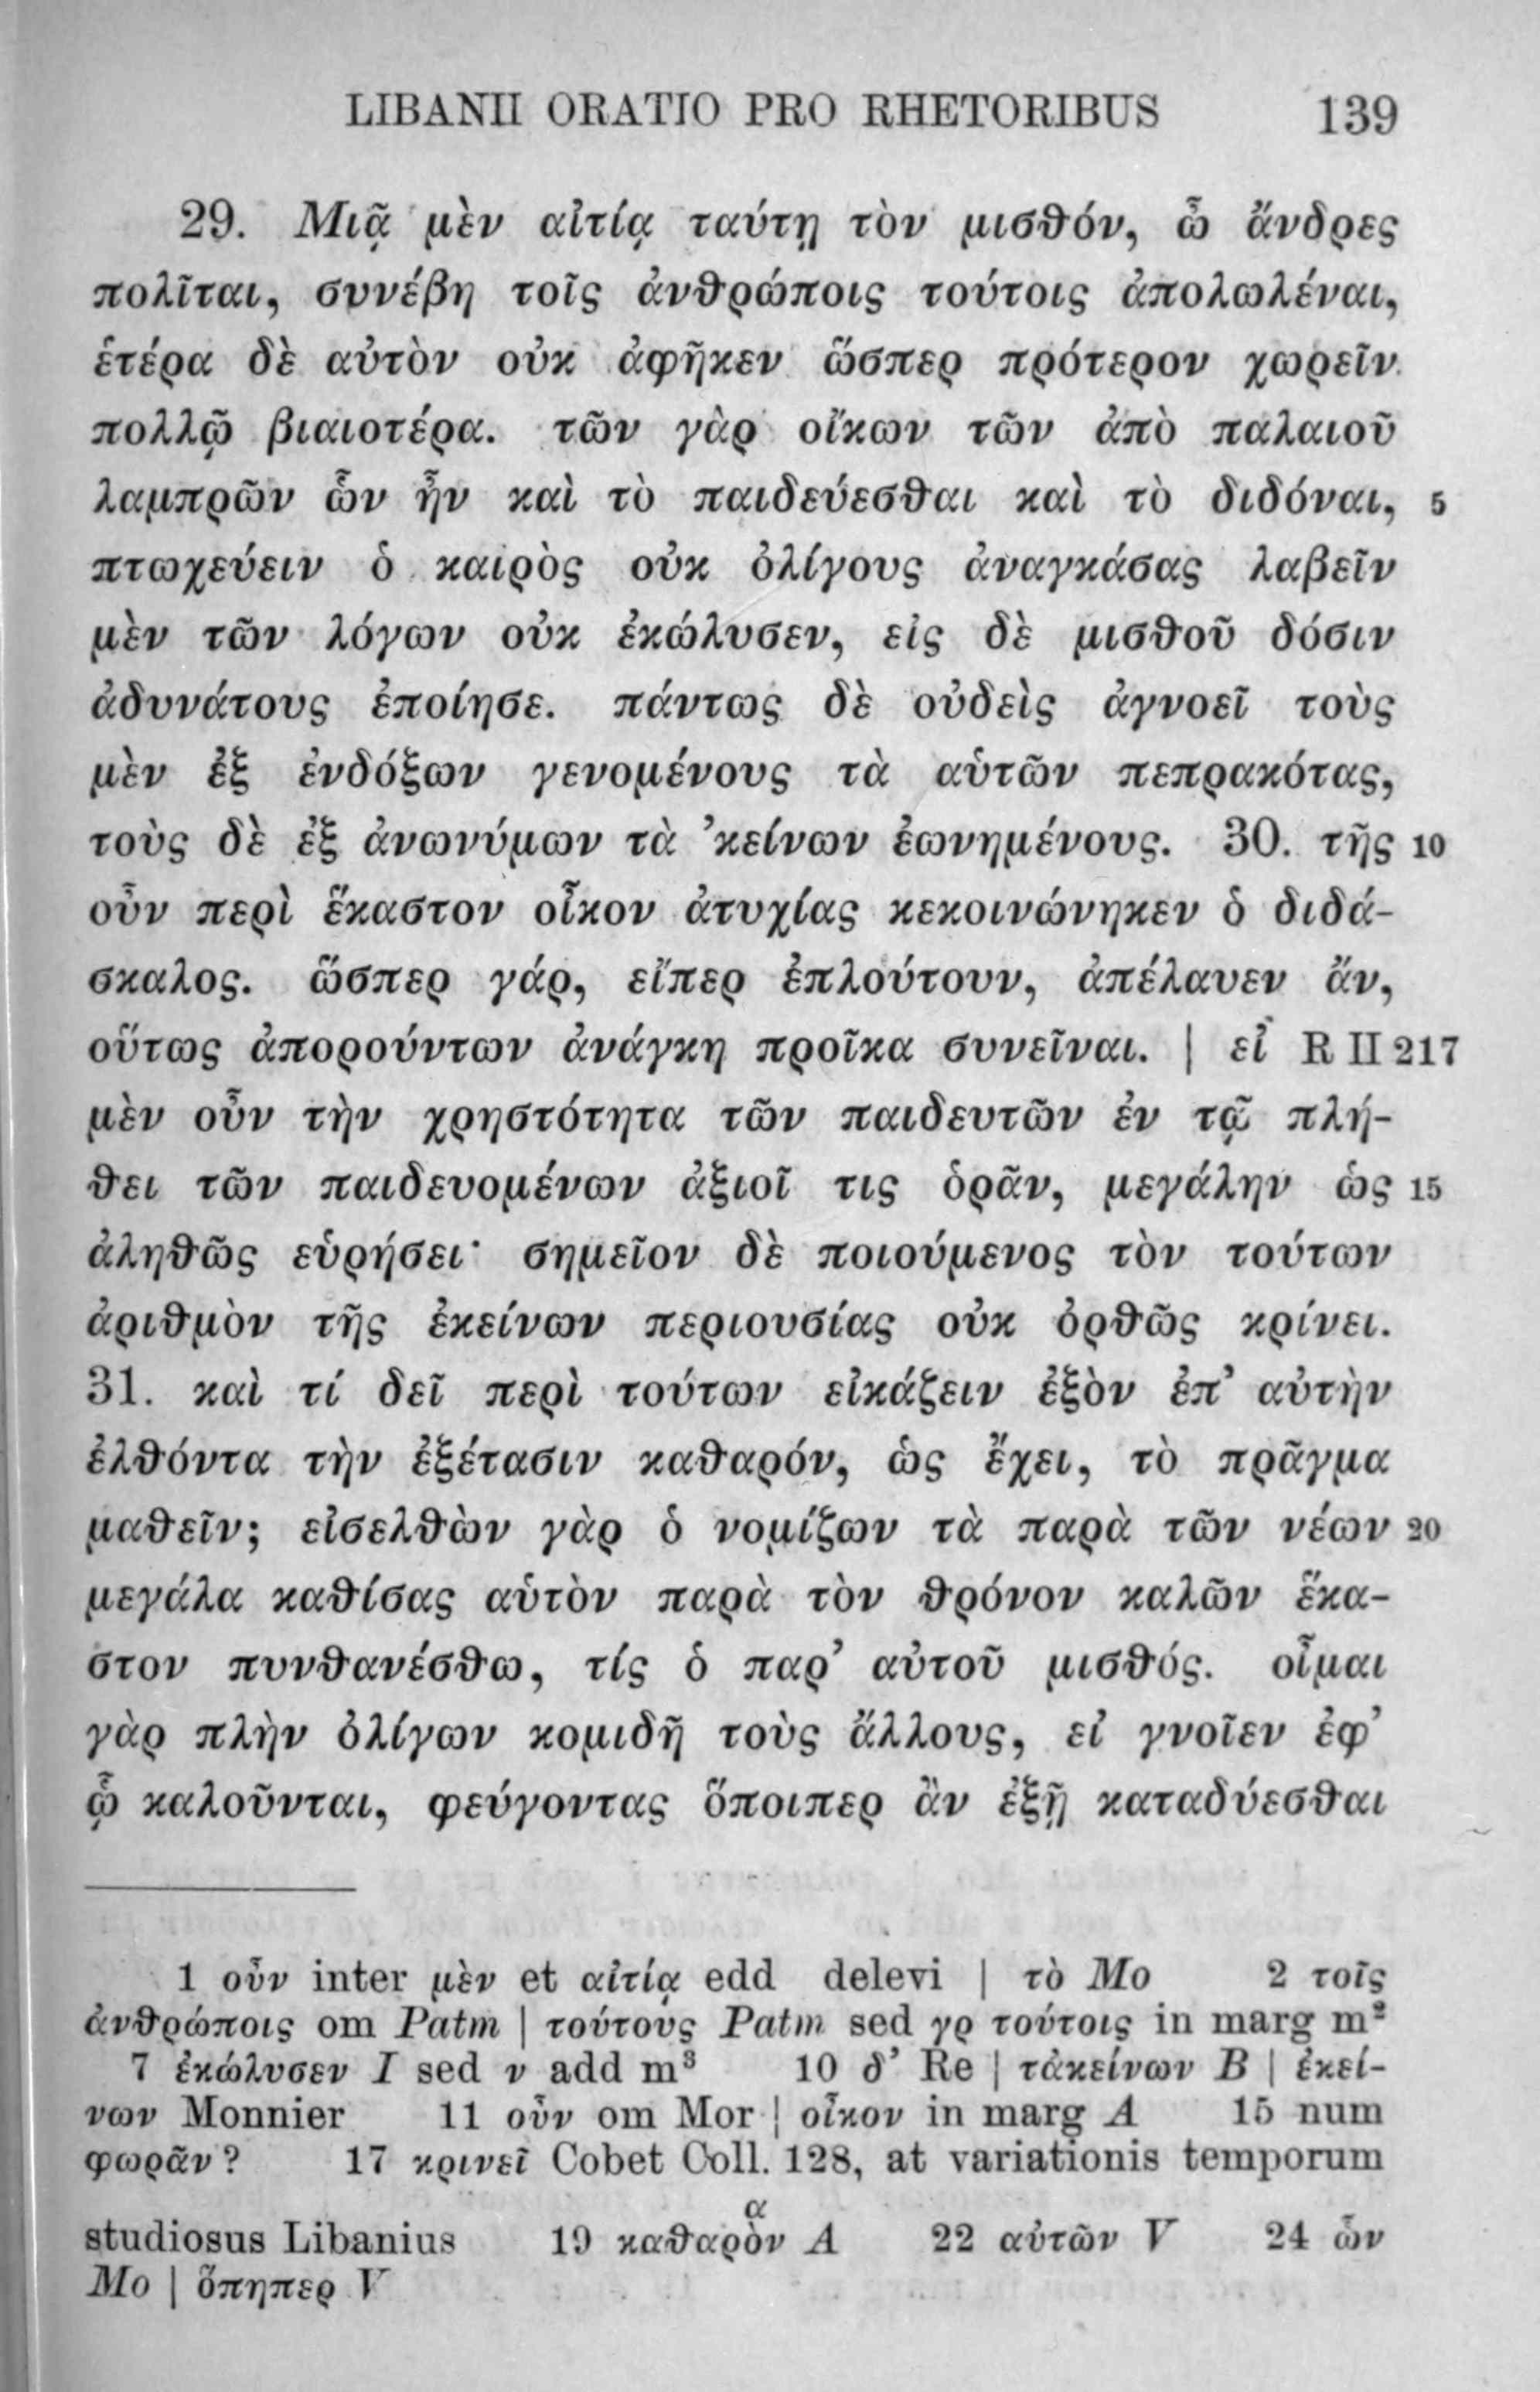 LIBANII ORATIO PRO RHETORIBUS 139
29. Μιᾷ μὲν αἰτίᾳ ταύτῃ τὸν μισθόν, ὦ ἄνδρες
πολῖται, συνέβη τοῖς ἀνθρώποις τούτοις ἀπολωλέναι,
ἑτέρα δὲ αὐτὸν οὐκ ἀφῆκεν ὥσπερ πρότερον χωρεῖν
πολλῷ βιαιοτέρα. τῶν γὰρ οἴκων τῶν ἀπὸ παλαιοῦ
λαμπρῶν ὧν ἦν καὶ τὸ παιδεύεσθαι καὶ τὸ διδόναι, 5
πτωχεύειν ὁ καιρὸς οὐκ ὀλίγους ἀναγκάσας λαβεῖν
μὲν τῶν λόγων οὐκ ἐκώλυσεν, εἰς δὲ μισθοῦ δόσιν
ἀδυνάτους ἐποίησε. πάντως δὲ οὐδεὶς ἀγνοεῖ τοὺς
μὲν ἐξ ἐνδόξων γενομένους τὰ αὑτῶν πεπρακότας,
τοὺς δὲ ἐξ ἀνωνύμων τὰ ’κείνων ἐωνημένους. 30. τῆς 10
οὖν περὶ ἕκαστον οἶκον ἀτυχίας κεκοινώνηκεν ὁ διδά-
σκαλος. ὥσπερ γάρ, εἴπερ ἐπλούτουν, ἀπέλαυεν ἄν,
οὕτως ἀπορούντων ἀνάγκη προῖκα συνεῖναι. | εἰ R II 217
μὲν οὖν τὴν χρηστότητα τῶν παιδευτῶν ἐν τῷ πλή-
θει τῶν παιδευομένων ἀξιοῖ τις ὁρᾶν, μεγάλην ὡς 15
ἀληθῶς εὑρήσει· σημεῖον δὲ ποιούμενος τὸν τούτων
ἀριθμὸν τῆς ἐκείνων περιουσίας οὐκ ὀρθῶς κρίνει.
31. καὶ τί δεῖ περὶ τούτων εἰκάζειν ἐξὸν ἐπ’ αὐτὴν
ἐλθόντα τὴν ἐξέτασιν καθαρόν, ὡς ἔχει, τὸ πρᾶγμα
μαθεῖν; εἰσελθὼν γὰρ ὁ νομίζων τὰ παρὰ τῶν νέων 20
μεγάλα καθίσας αὑτὸν παρὰ τὸν θρόνον καλῶν ἕκα-
στον πυνθανέσθω, τίς ὁ παρ’ αὐτοῦ μισθός. οἶμαι
γὰρ πλὴν ὀλίγων κομιδῆ τοὺς ἄλλους, εἰ γνοῖεν ἐφ’
ᾧ καλοῦνται, φεύγοντας ὅποιπερ ἂν ἐξῇ καταδύεσθαι
1 οὖν inter μὲν et αἰτίᾳ edd delevi | τὸ Mo 2 τοῖς
ἀνθρώποις om Patm | τούτους Patm sed γρ τούτοις in marg m²
7 ἐκώλυσεν I sed ν add m³ 10 δ’ Re | τἀκείνων B | ἐκεί-
νων Monnier 11 οὖν om Mor | οἶκον in marg A 15 num
φωρᾶν? 17 κρινεῖ Cobet Coll. 128, at variationis temporum
studiosus Libanius 19 καθαρὸν͏ͣ A 22 αὐτῶν V 24 ὧν
Mo | ὅπηπερ V